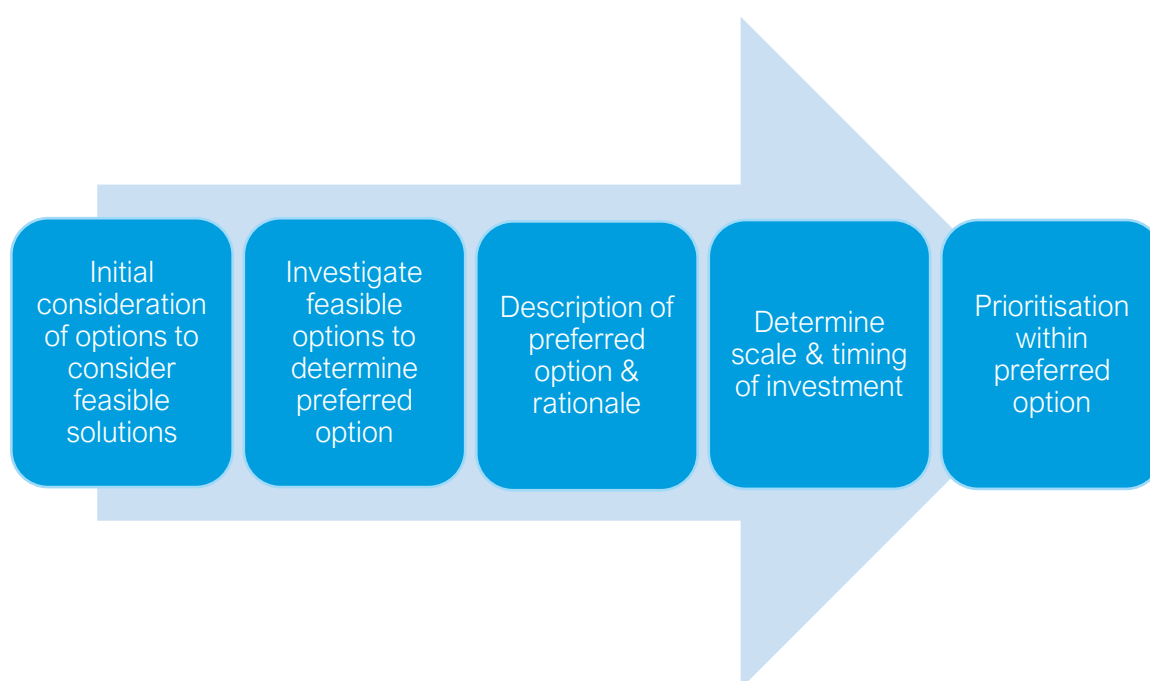 Initial
consideration
of options to
consider
feasible
solutions
Investigate
feasible
options to
determine
preferred
option
Description of
preferred
option &
rationale
Determine
scale & timing
of investment
Prioritisation
within
preferred
option